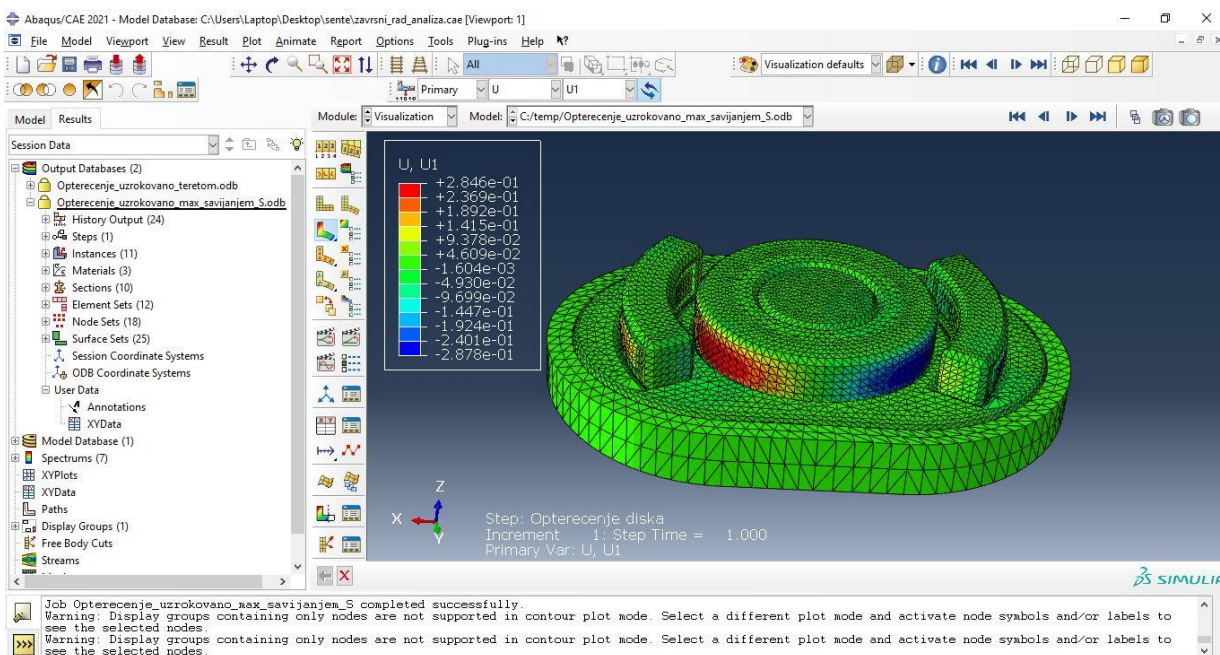 Abaqus/CAE 2021 - Model Database: C:\Users\Laptop\Desktop\sente\zavrsni_rad_analiza.cae [Viewport: 1]
File Model Viewport View Result Plot Animate Report Options Tools Plug-ins Help
All
Visualization defaults
Primary U U1
Model Results
Module: Visualization Model: C:/temp/Opterecenje_uzrokovano_max_savijanjem_S.odb
Session Data
Output Databases (2)
Opterecenje_uzrokovano_teretom.odb
Opterecenje_uzrokovano_max_savijanjem_S.odb
History Output (24)
Steps (1)
Instances (11)
Materials (3)
Sections (10)
Element Sets (12)
Node Sets (18)
Surface Sets (25)
Session Coordinate Systems
ODB Coordinate Systems
User Data
Annotations
XYData
Model Database (1)
Spectrums (7)
XYPlots
XYData
Paths
Display Groups (1)
Free Body Cuts
Streams
U, U1
+2.846e-01
+2.369e-01
+1.892e-01
+1.415e-01
+9.378e-02
+4.609e-02
-1.604e-03
-4.930e-02
-9.699e-02
-1.447e-01
-1.924e-01
-2.401e-01
-2.878e-01
Z
X
Y
Step: Opterecenje diska
Increment 1: Step Time = 1.000
Primary Var: U, U1
SIMULIA
Job Opterecenje_uzrokovano_max_savijanjem_S completed successfully.
Warning: Display groups containing only nodes are not supported in contour plot mode. Select a different plot mode and activate node symbols and/or labels to
see the selected nodes.
Warning: Display groups containing only nodes are not supported in contour plot mode. Select a different plot mode and activate node symbols and/or labels to
see the selected nodes.